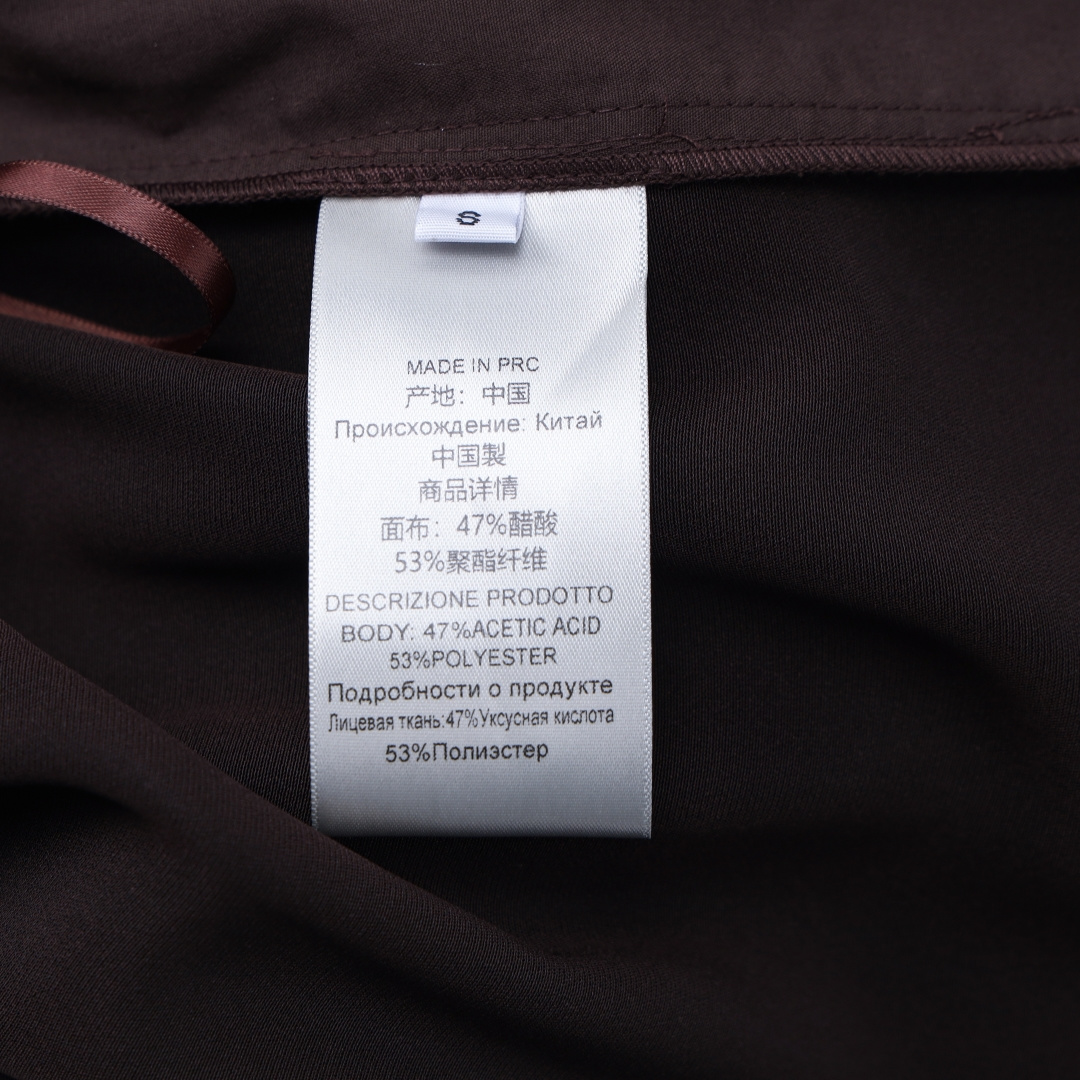 S
MADE IN PRC
产地：中国
Происхождение: Китай
中国製
商品详情
面布：47%醋酸
53%聚酯纤维
DESCRIZIONE PRODOTTO
BODY: 47%ACETIC ACID
53%POLYESTER
Подробности о продукте
Лицевая ткань:47%Уксусная кислота
53%Полиэстер